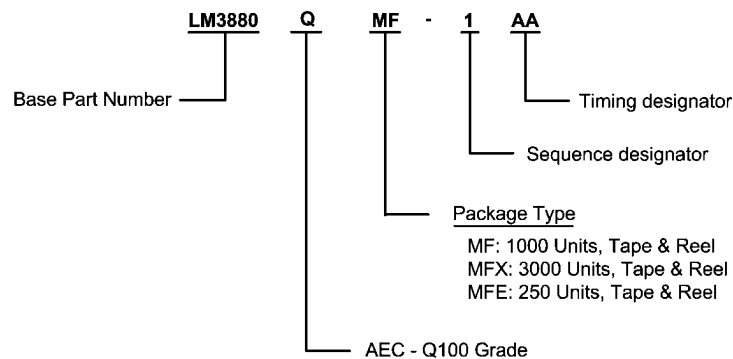 LM3880 Q MF - 1 AA
Base Part Number
Timing designator
Sequence designator
Package Type
MF: 1000 Units, Tape & Reel
MFX: 3000 Units, Tape & Reel
MFE: 250 Units, Tape & Reel
AEC - Q100 Grade